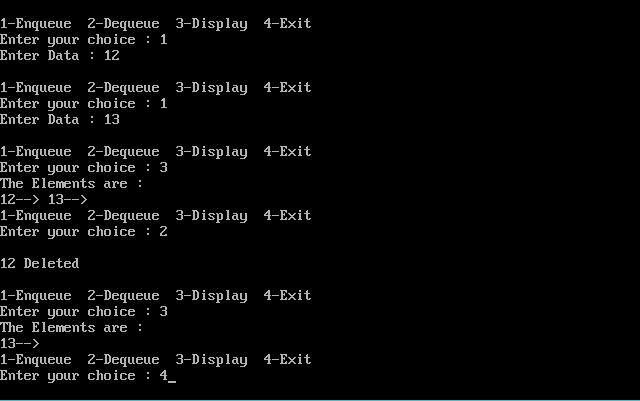 1-Enqueue  2-Dequeue  3-Display  4-Exit
Enter your choice : 1
Enter Data : 12
1-Enqueue  2-Dequeue  3-Display  4-Exit
Enter your choice : 1
Enter Data : 13
1-Enqueue  2-Dequeue  3-Display  4-Exit
Enter your choice : 3
The Elements are :
12--> 13-->
1-Enqueue  2-Dequeue  3-Display  4-Exit
Enter your choice : 2
12 Deleted
1-Enqueue  2-Dequeue  3-Display  4-Exit
Enter your choice : 3
The Elements are :
13-->
1-Enqueue  2-Dequeue  3-Display  4-Exit
Enter your choice : 4_